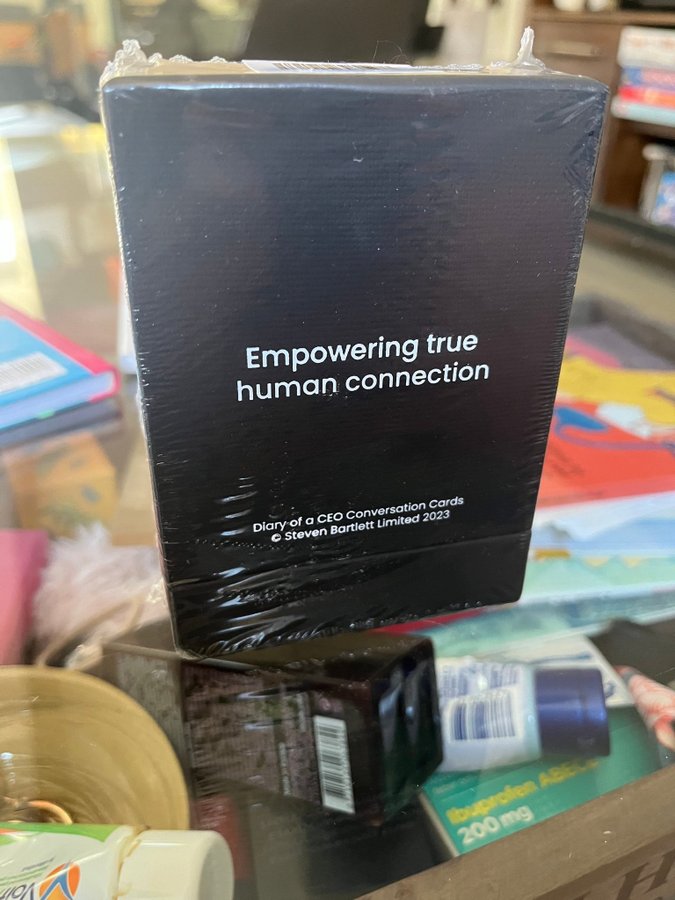 Empowering true
human connection
Diary of a CEO Conversation Cards
© Steven Bartlett Limited 2023
Ibuprofen
200 mg